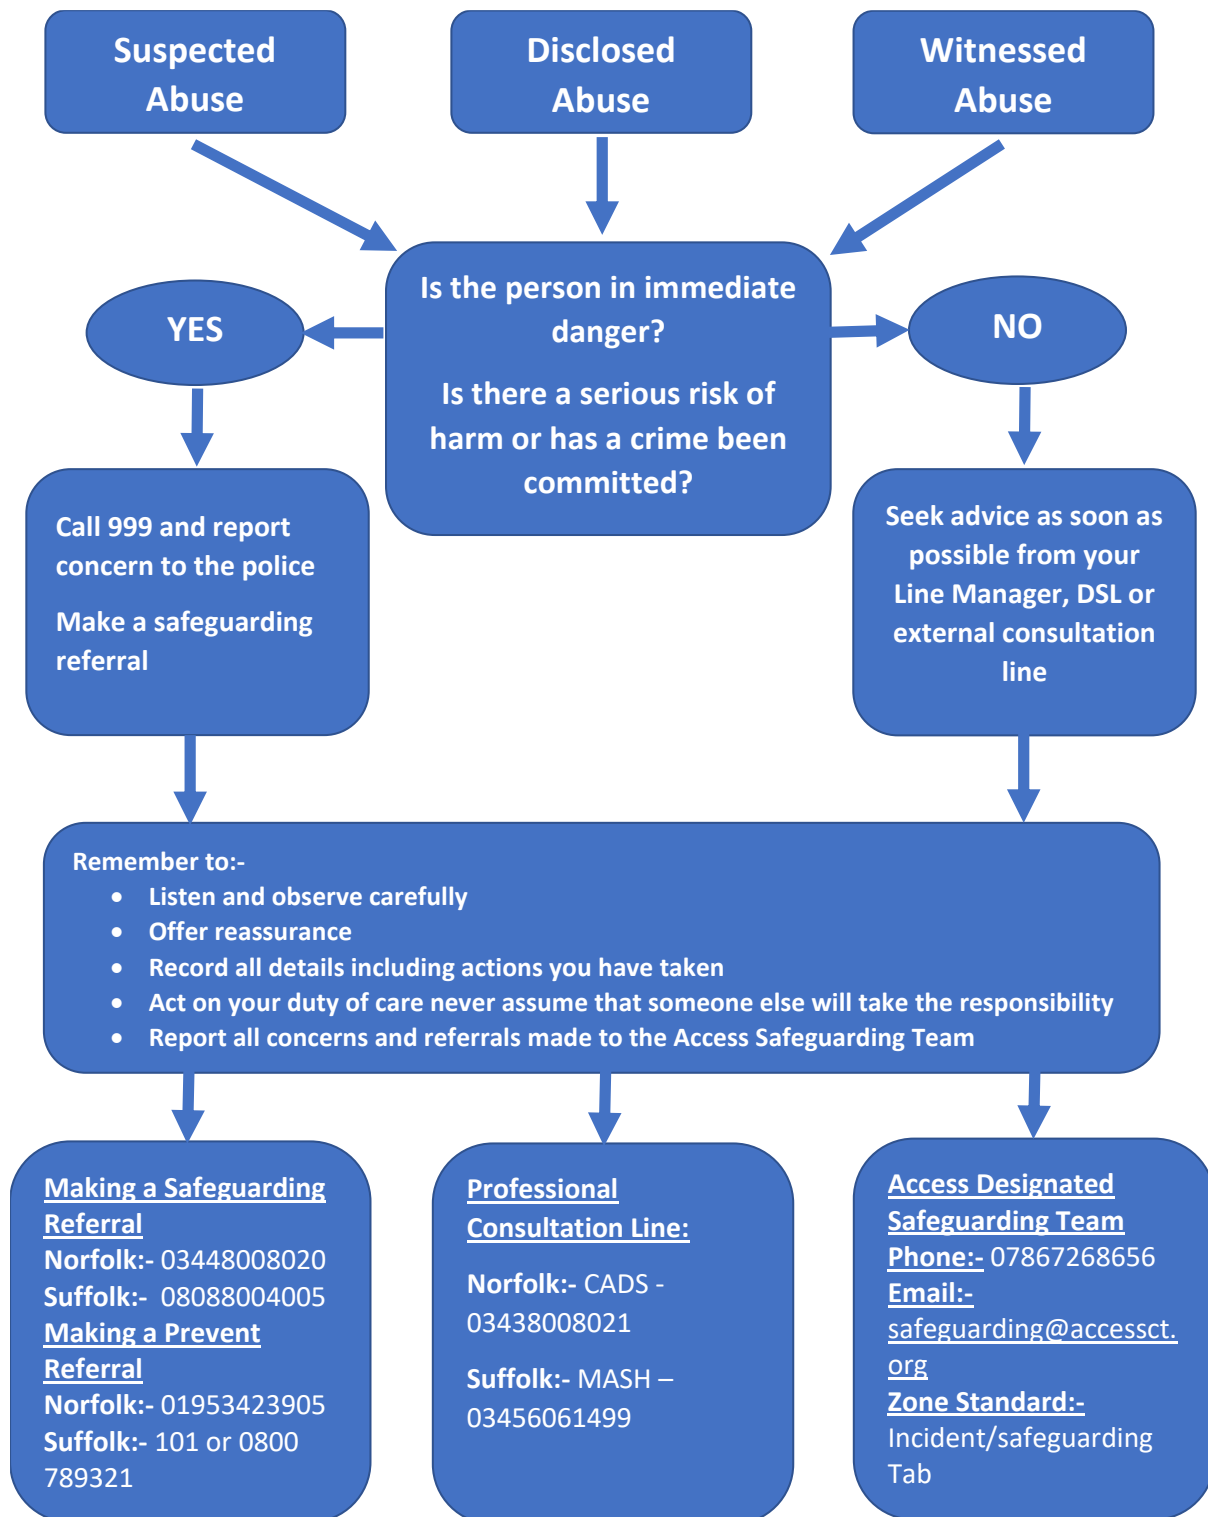 Suspected
Abuse
Disclosed
Abuse
Witnessed
Abuse
Is the person in immediate
danger?
Is there a serious risk of
harm or has a crime been
committed?
YES
NO
Call 999 and report
concern to the police
Make a safeguarding
referral
Seek advice as soon as
possible from your
Line Manager, DSL or
external consultation
line
Remember to:-
• Listen and observe carefully
• Offer reassurance
• Record all details including actions you have taken
• Act on your duty of care never assume that someone else will take the responsibility
• Report all concerns and referrals made to the Access Safeguarding Team
Making a Safeguarding
Referral
Norfolk:- 03448008020
Suffolk:- 08088004005
Making a Prevent
Referral
Norfolk:- 01953423905
Suffolk:- 101 or 0800
789321
Professional
Consultation Line:
Norfolk:- CADS -
03438008021
Suffolk:- MASH –
03456061499
Access Designated
Safeguarding Team
Phone:- 07867268656
Email:-
safeguarding@accessct.
org
Zone Standard:-
Incident/safeguarding
Tab